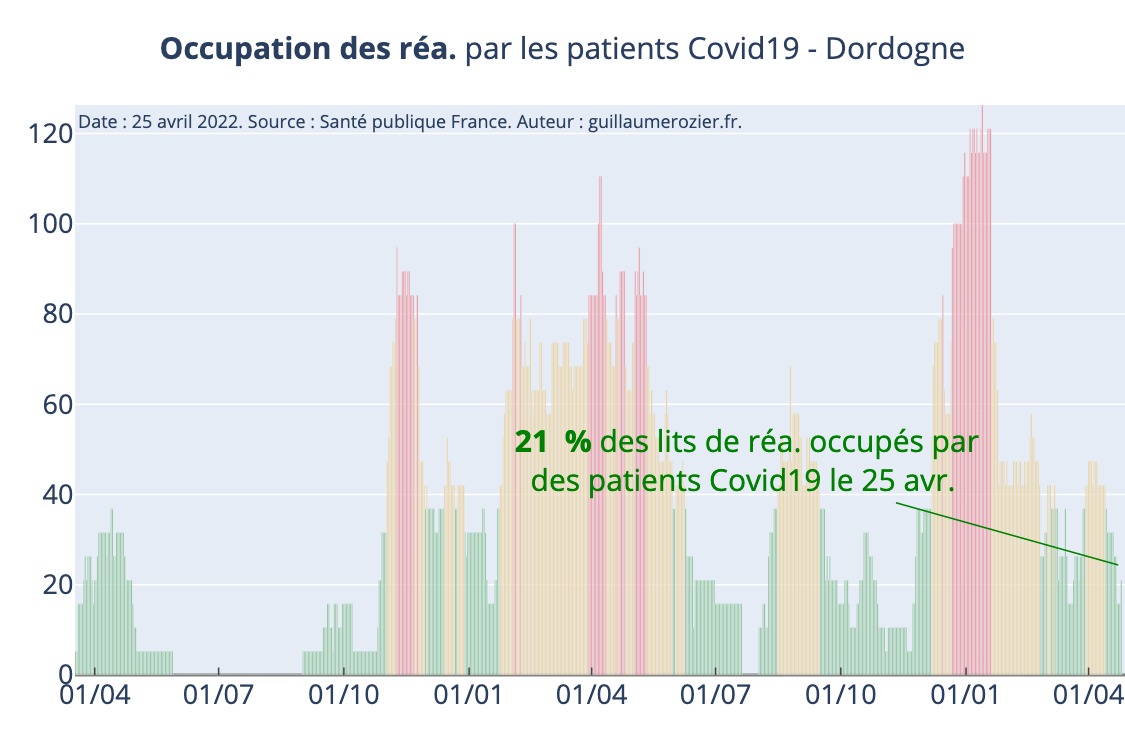 Occupation des réa. par les patients Covid19 - Dordogne
Date : 25 avril 2022. Source : Santé publique France. Auteur : guillaumerozier.fr.
120
100
80
60
40
20
0
21 % des lits de réa. occupés par
des patients Covid19 le 25 avr.
01/04 01/07 01/10 01/01 01/04 01/07 01/10 01/01 01/04